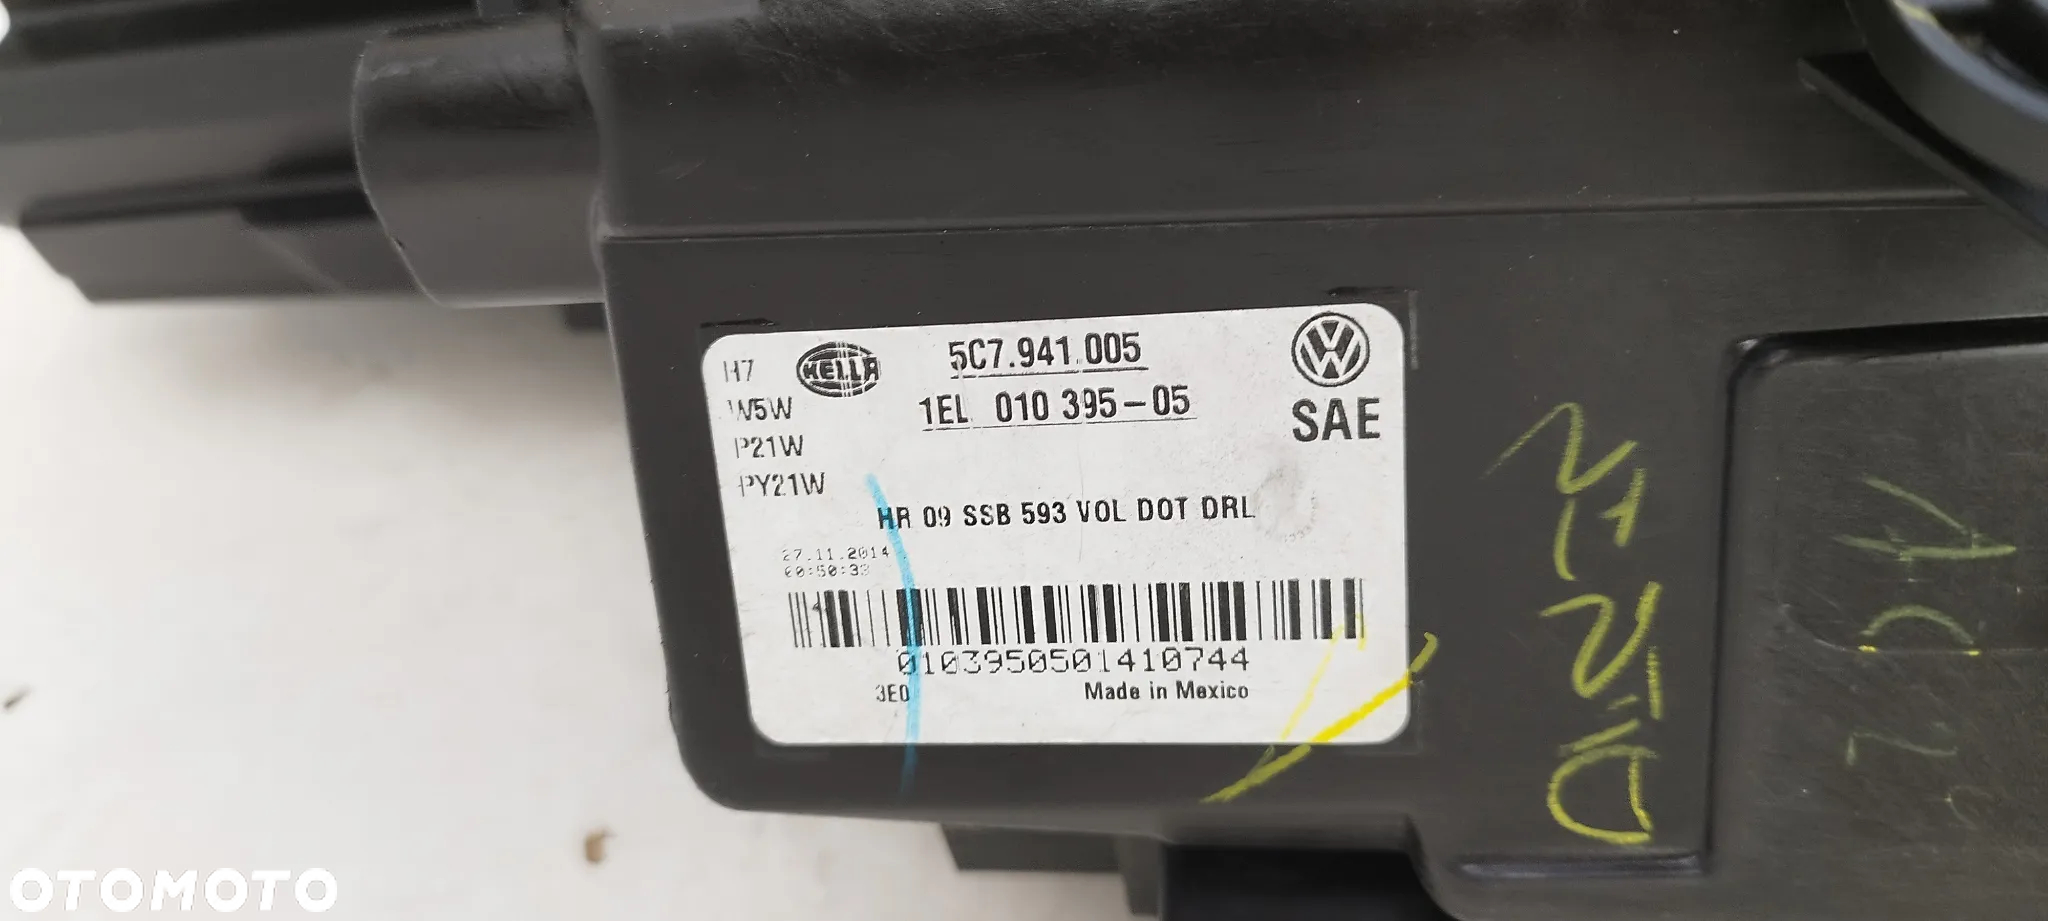 H7
HELLA
5C7.941.005
W5W
1EL 010 395-05
SAE
P21W
PY21W
HR 09 SSB 593 VOL DOT DRL
27.11.2014
00:50:33
0103950501410744
3E0
Made in Mexico
OTOMOTO